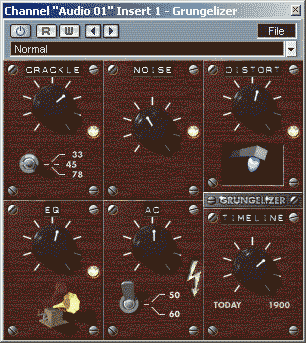 Channel "Audio 01" Insert 1 - Grungelizer
R W File
Normal
CRACKLE NOISE DISTORT
33
45
78
GRUNGELIZER
EQ AC TIMELINE
50
60
TODAY 1900